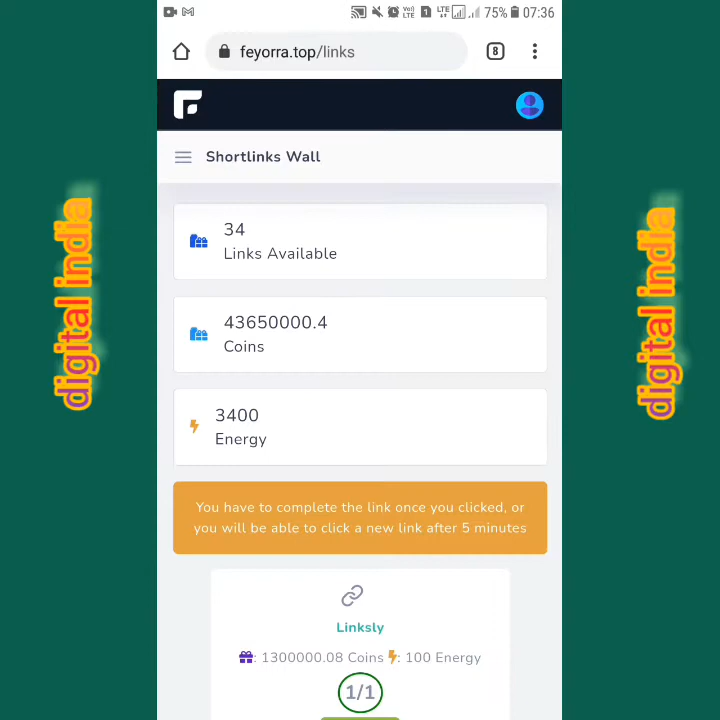 75% 07:36
feyorra.top/links
8
Shortlinks Wall
34
Links Available
43650000.4
Coins
3400
Energy
You have to complete the link once you clicked, or
you will be able to click a new link after 5 minutes
Linksly
: 1300000.08 Coins : 100 Energy
1/1
digital india
digital india